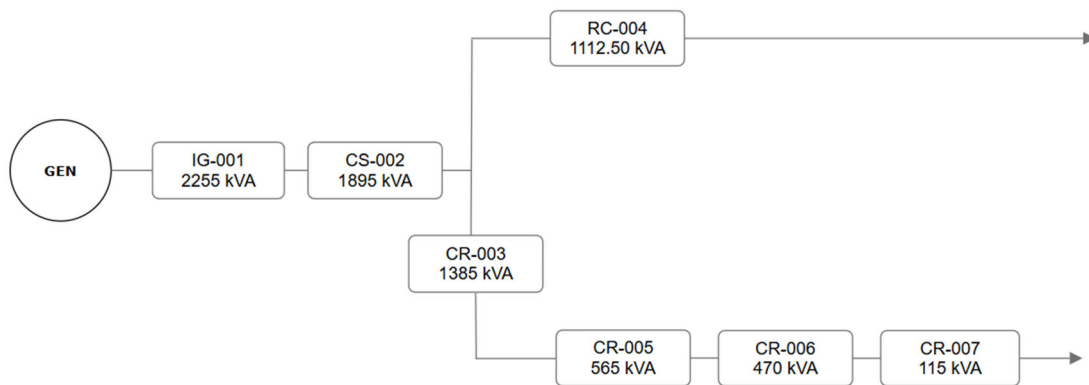 RC-004
1112.50 kVA
GEN
IG-001
2255 kVA
CS-002
1895 kVA
CR-003
1385 kVA
CR-005
565 kVA
CR-006
470 kVA
CR-007
115 kVA